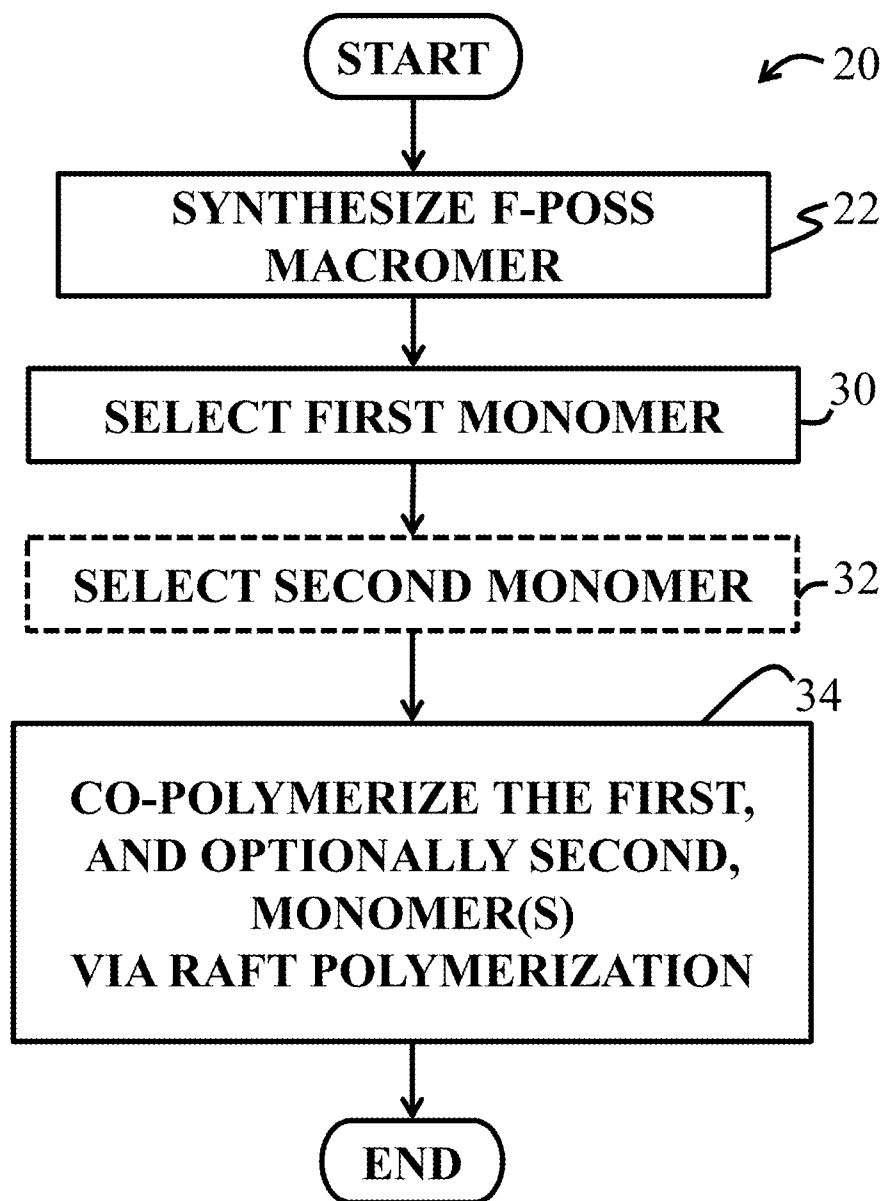 START
20
SYNTHESIZE F-POSS
MACROMER
22
SELECT FIRST MONOMER
30
SELECT SECOND MONOMER
32
34
CO-POLYMERIZE THE FIRST,
AND OPTIONALLY SECOND,
MONOMER(S)
VIA RAFT POLYMERIZATION
END